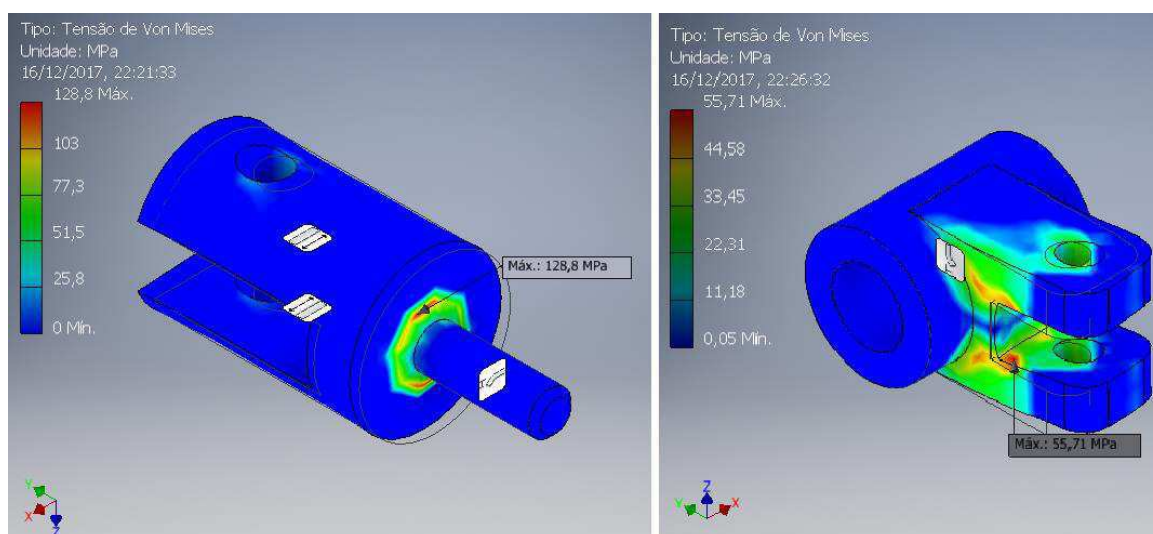 Tipo: Tensão de Von Mises
Unidade: MPa
16/12/2017, 22:21:33
128,8 Máx.
103
77,3
51,5
25,8
0 Mín.
Máx.: 128,8 MPa
Y
X
Z
Tipo: Tensão de Von Mises
Unidade: MPa
16/12/2017, 22:26:32
55,71 Máx.
44,58
33,45
22,31
11,18
0,05 Mín.
Máx.: 55,71 MPa
Z
Y
X